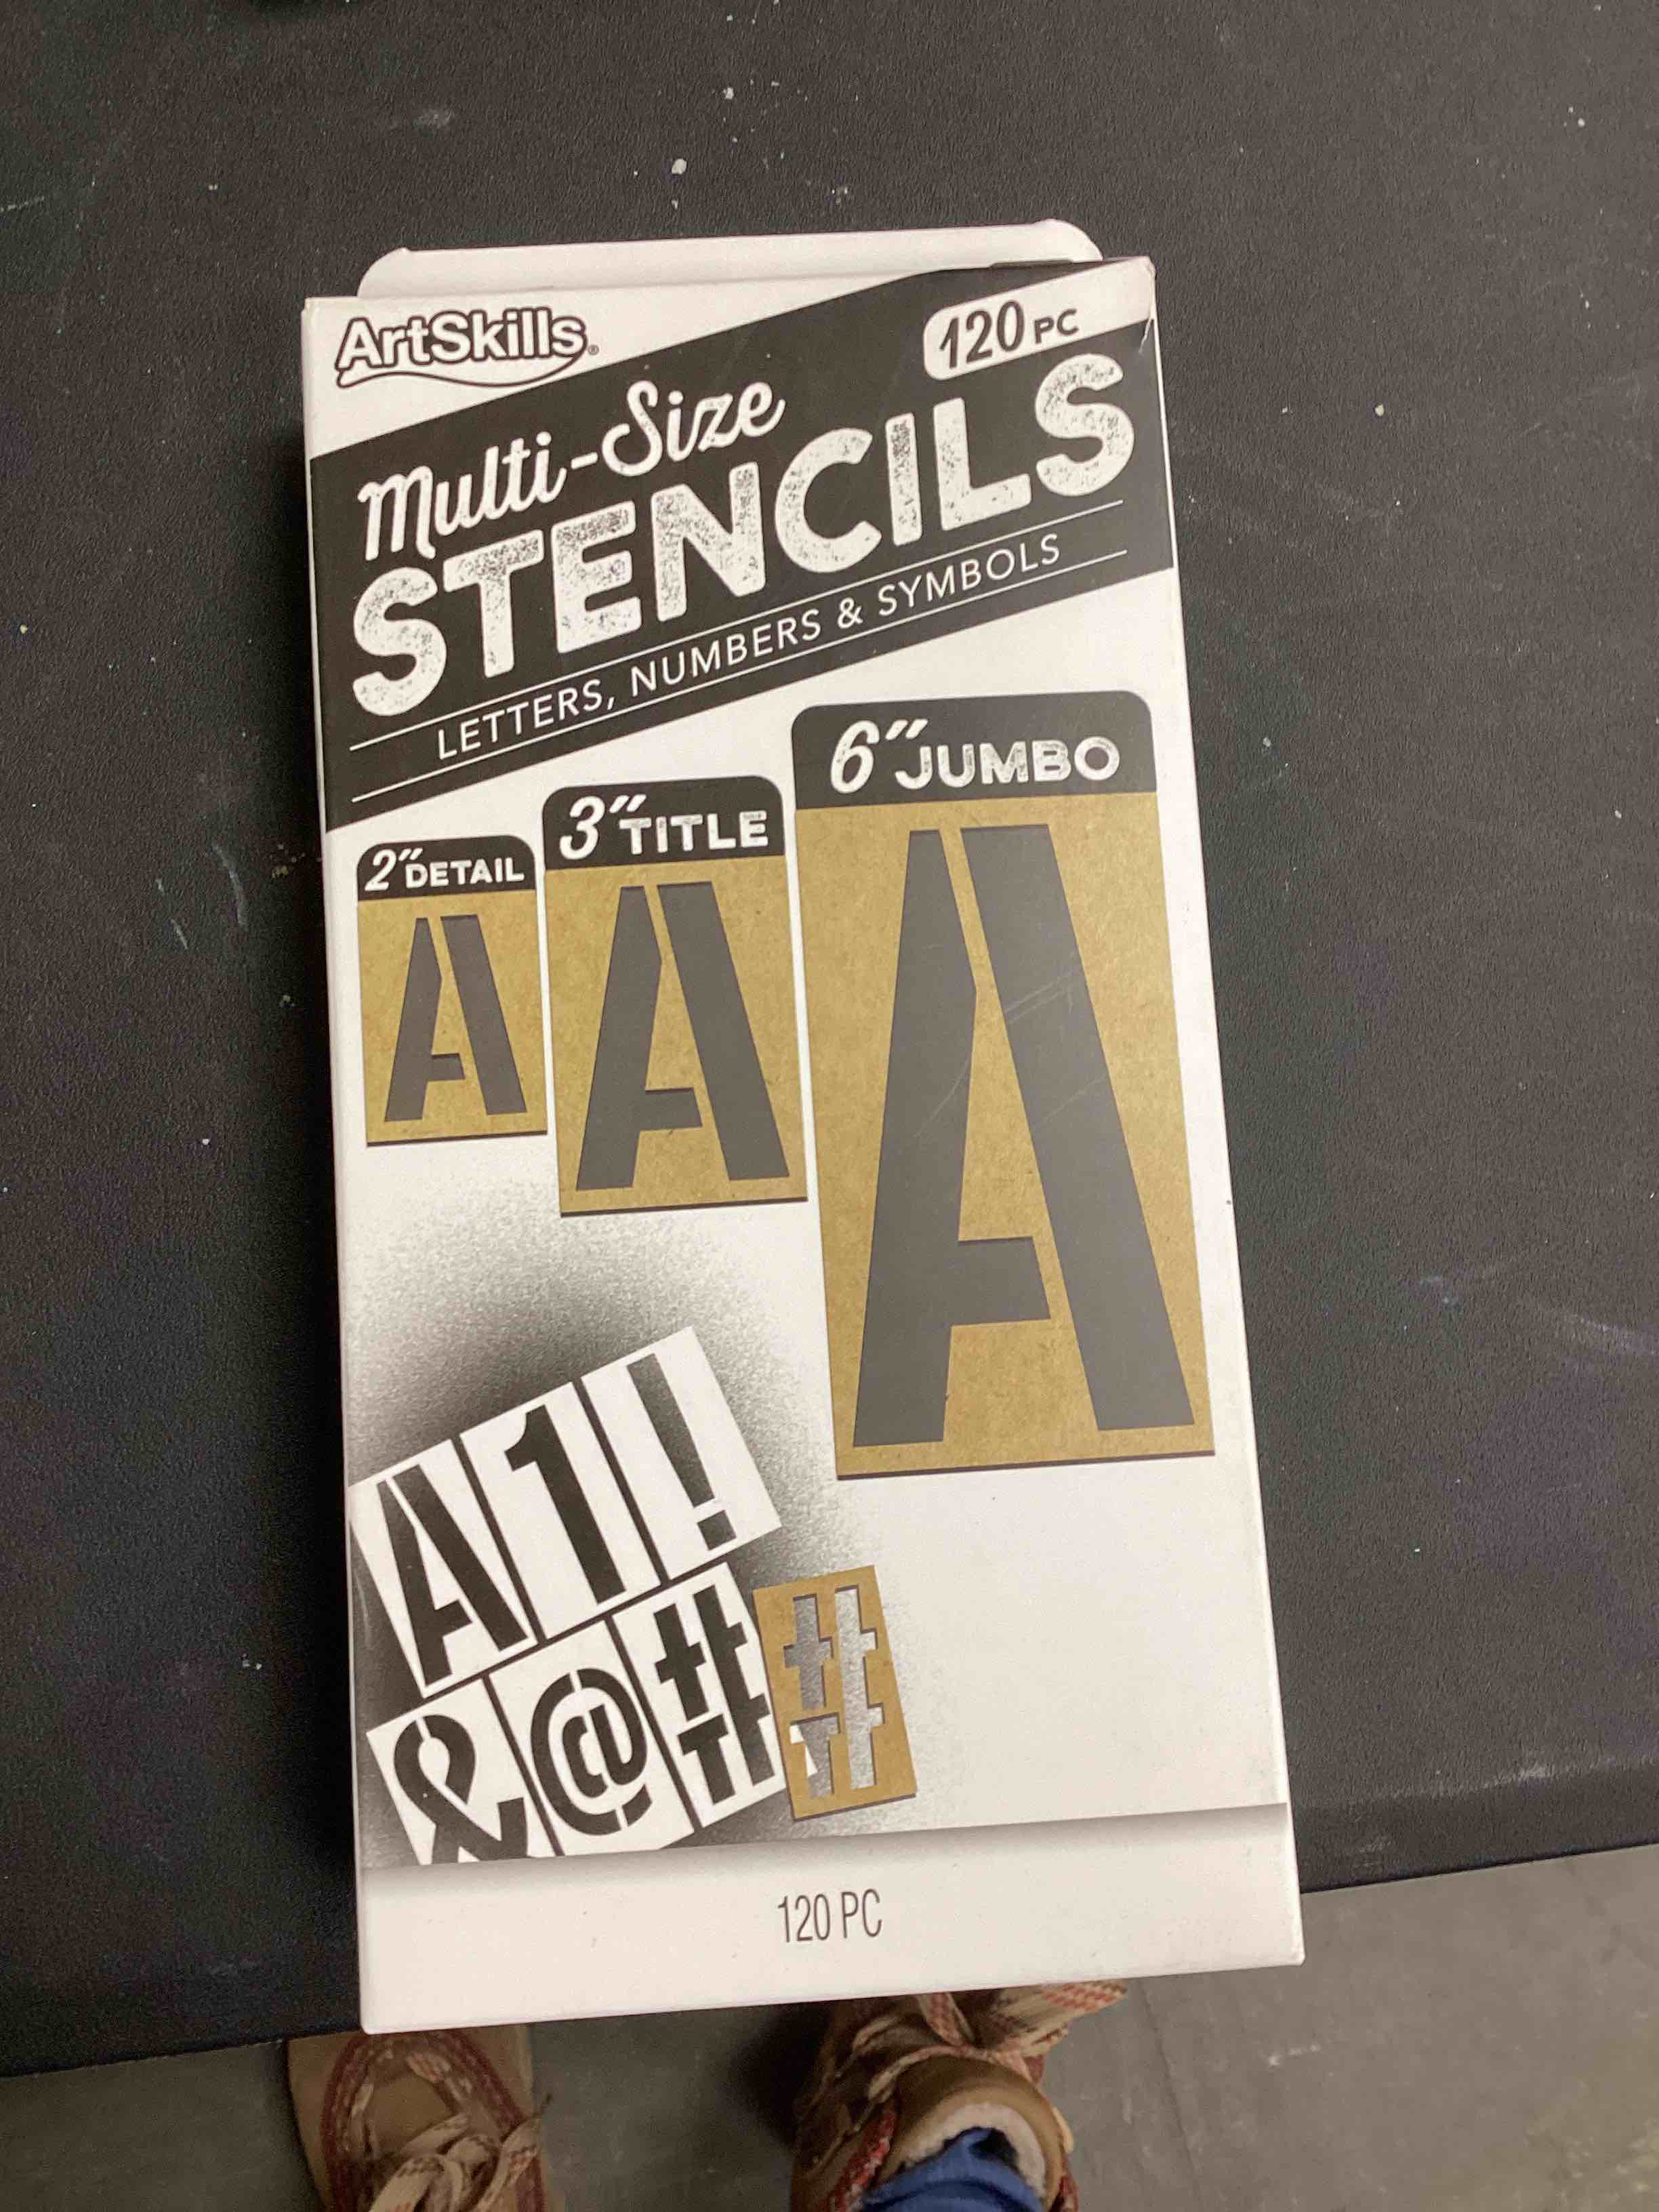 ArtSkills®
120 PC
Multi-Size
STENCILS
LETTERS, NUMBERS & SYMBOLS
2" DETAIL
3" TITLE
6" JUMBO
A
A
A
A1!
&@#
#
120 PC